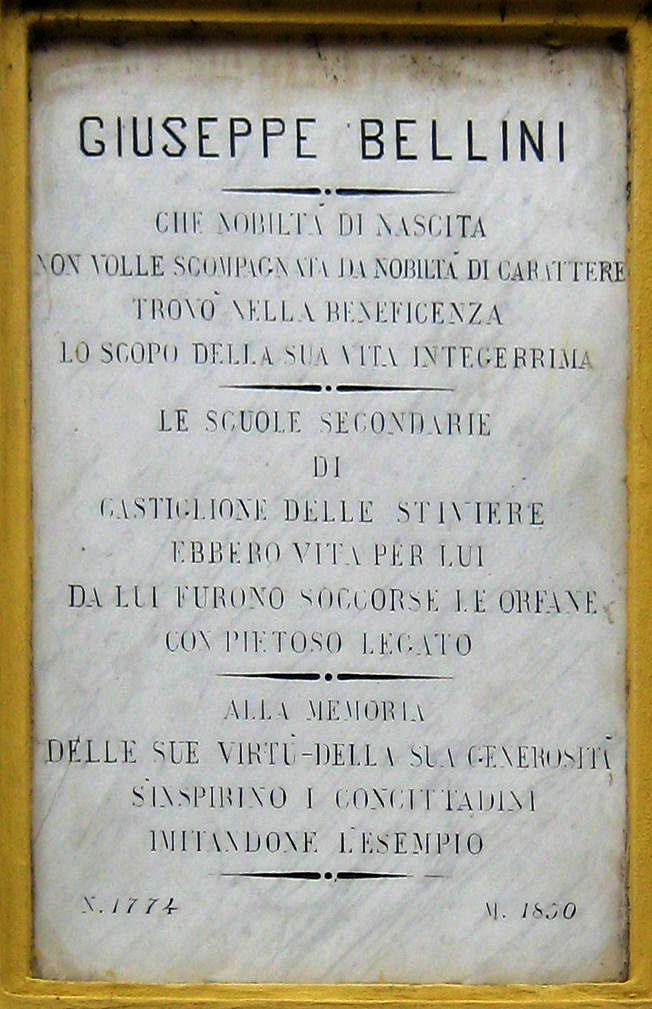 GIUSEPPE BELLINI
CHE NOBILTÀ DI NASCITA
NON VOLLE SCOMPAGNATA DA NOBILTÀ DI CARATTERE
TROVÒ NELLA BENEFICENZA
LO SCOPO DELLA SUA VITA INTEGERRIMA
LE SCUOLE SECONDARIE
DI
CASTIGLIONE DELLE STIVIERE
EBBERO VITA PER LUI
DA LUI FURONO SOCCORSE LE ORFANE
CON PIETOSO LEGATO
ALLA MEMORIA
DELLE SUE VIRTÙ-DELLA SUA GENEROSITÀ
S'INSPIRINO I CONCITTADINI
IMITANDONE L'ESEMPIO
N. 1774 M. 1850